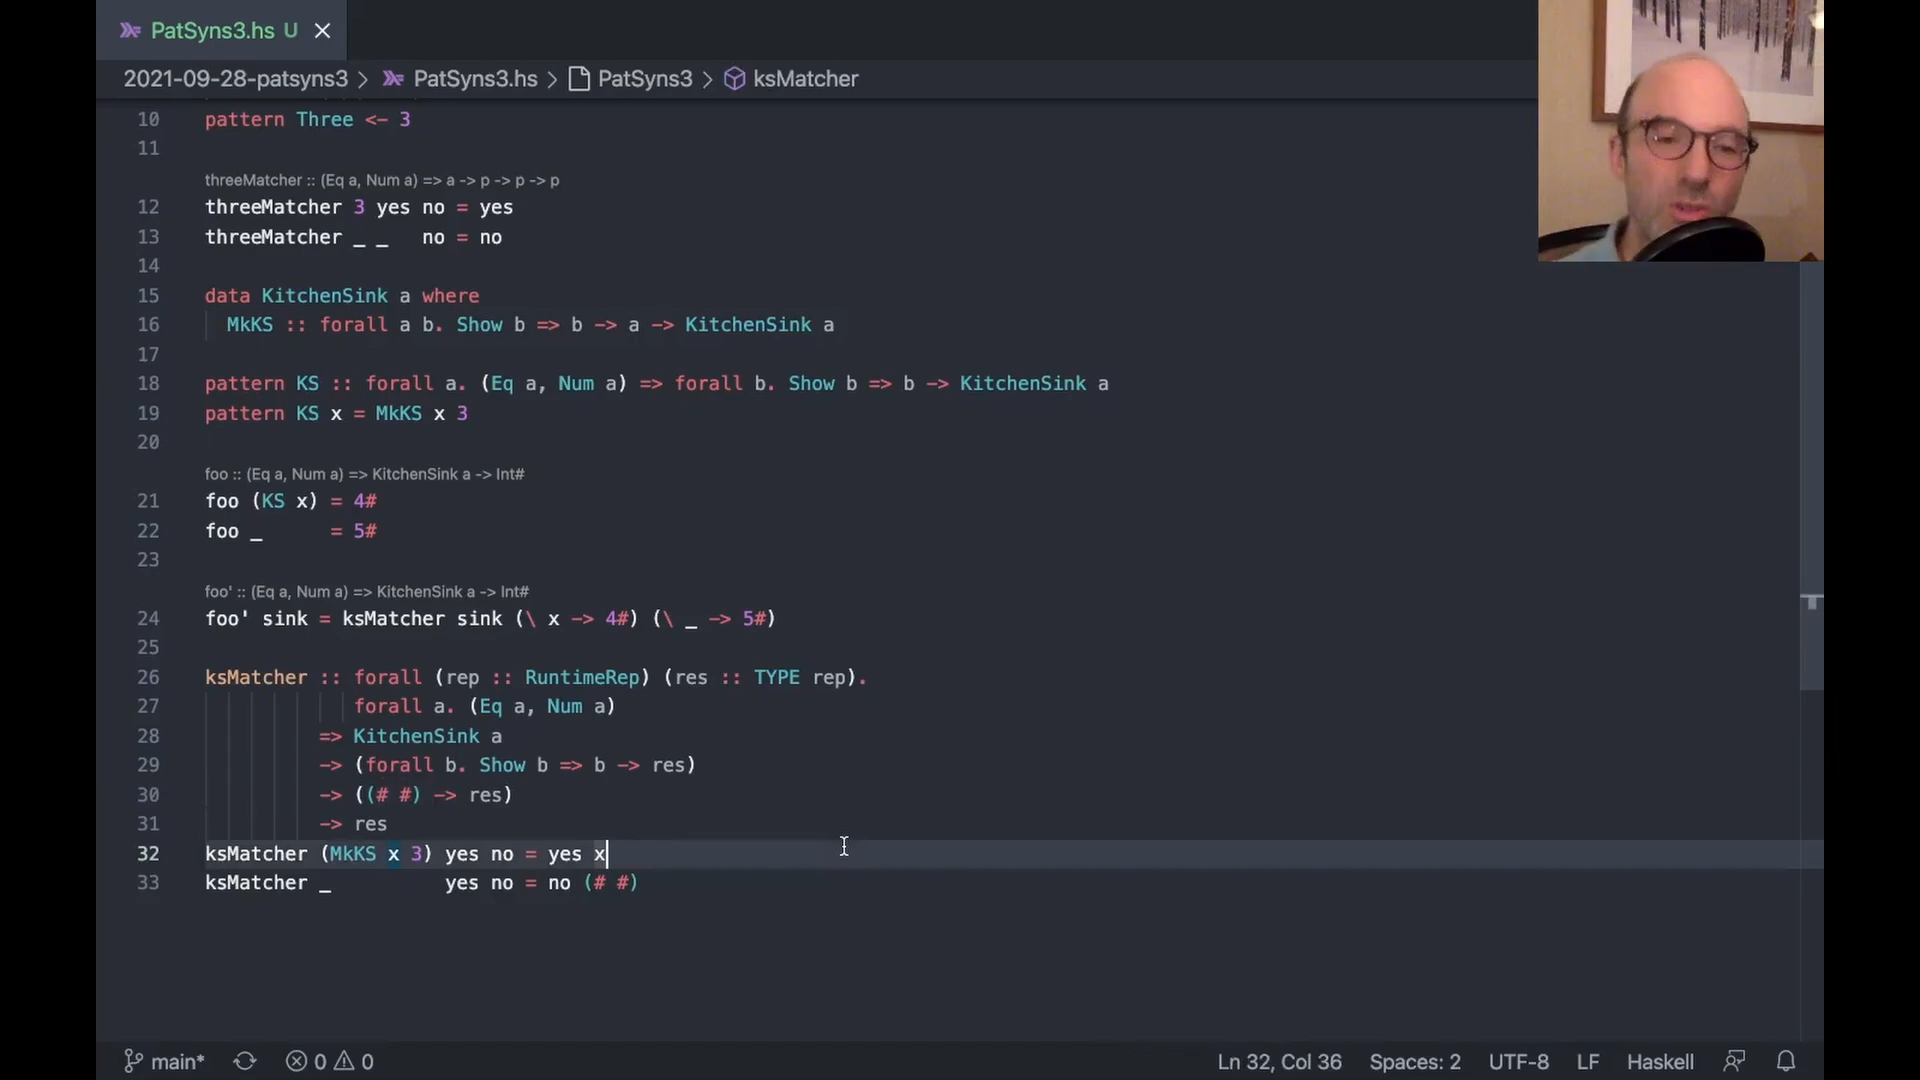 PatSyns3.hs U
2021-09-28-patsyns3 > PatSyns3.hs > PatSyns3 > ksMatcher
10 pattern Three <- 3
11
threeMatcher :: (Eq a, Num a) => a -> p -> p -> p
12 threeMatcher 3 yes no = yes
13 threeMatcher _ _   no = no
14
15 data KitchenSink a where
16   MkKS :: forall a b. Show b => b -> a -> KitchenSink a
17
18 pattern KS :: forall a. (Eq a, Num a) => forall b. Show b => b -> KitchenSink a
19 pattern KS x = MkKS x 3
20
foo :: (Eq a, Num a) => KitchenSink a -> Int#
21 foo (KS x) = 4#
22 foo _      = 5#
23
foo' :: (Eq a, Num a) => KitchenSink a -> Int#
24 foo' sink = ksMatcher sink (\ x -> 4#) (\ _ -> 5#)
25
26 ksMatcher :: forall (rep :: RuntimeRep) (res :: TYPE rep).
27              forall a. (Eq a, Num a)
28           => KitchenSink a
29           -> (forall b. Show b => b -> res)
30           -> ((# #) -> res)
31           -> res
32 ksMatcher (MkKS x 3) yes no = yes x
33 ksMatcher _          yes no = no (# #)
main* 0 0 Ln 32, Col 36 Spaces: 2 UTF-8 LF Haskell